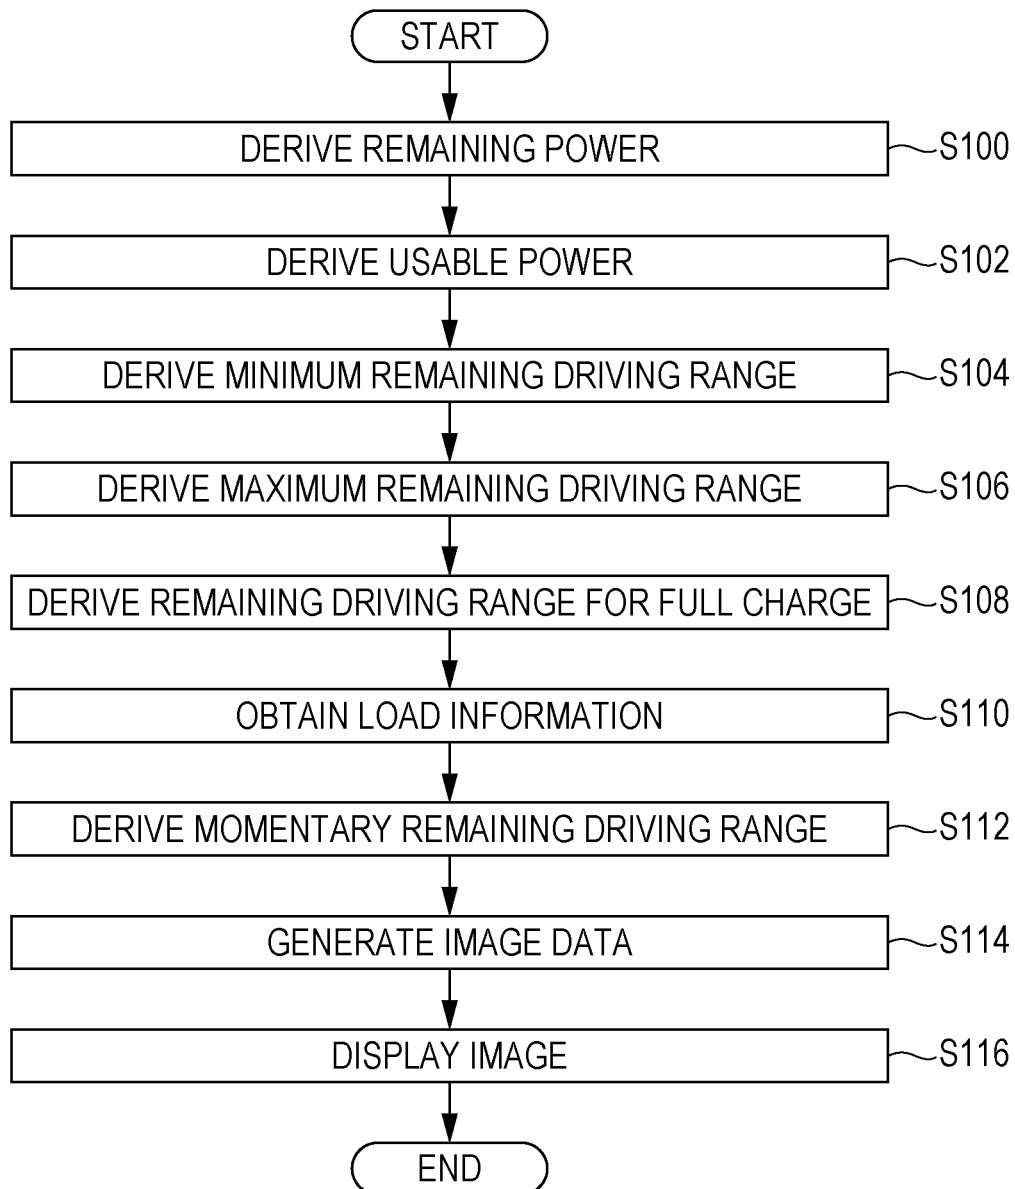 START
DERIVE REMAINING POWER S100
DERIVE USABLE POWER S102
DERIVE MINIMUM REMAINING DRIVING RANGE S104
DERIVE MAXIMUM REMAINING DRIVING RANGE S106
DERIVE REMAINING DRIVING RANGE FOR FULL CHARGE S108
OBTAIN LOAD INFORMATION S110
DERIVE MOMENTARY REMAINING DRIVING RANGE S112
GENERATE IMAGE DATA S114
DISPLAY IMAGE S116
END